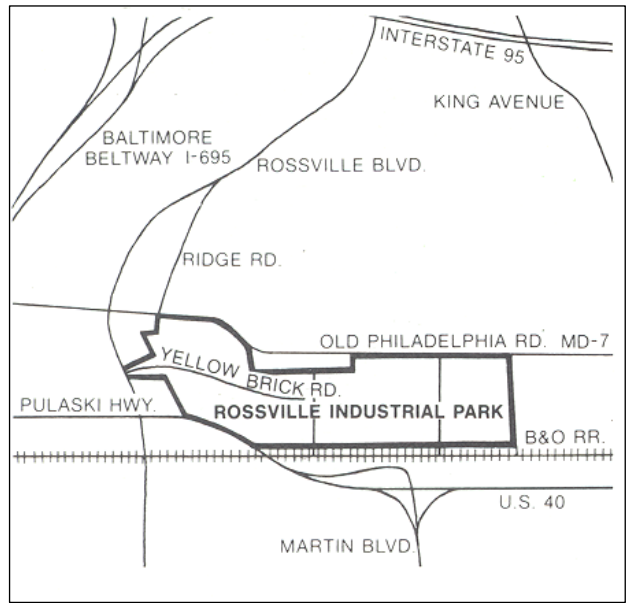 INTERSTATE 95
KING AVENUE
BALTIMORE
BELTWAY I-695
ROSSVILLE BLVD.
RIDGE RD.
OLD PHILADELPHIA RD. MD-7
YELLOW BRICK RD.
PULASKI HWY.
ROSSVILLE INDUSTRIAL PARK
B&O RR.
U.S. 40
MARTIN BLVD.